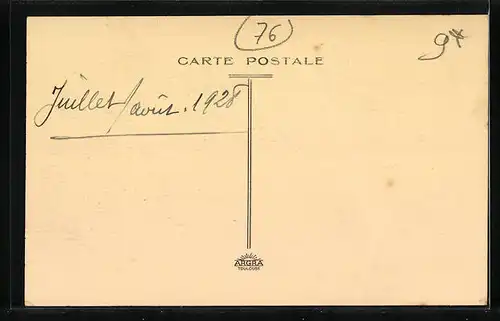 (76)
9*
CARTE POSTALE
Juillet/août. 1928
ARGRA
TOULOUSE